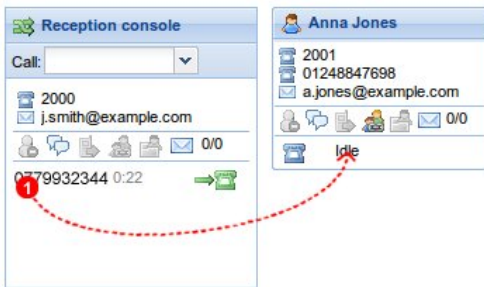 Reception console
Call:
2000
j.smith@example.com
0/0
0779932344 0:22
1
Anna Jones
2001
01248847698
a.jones@example.com
0/0
Idle